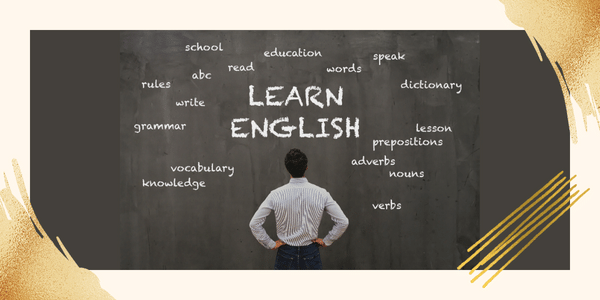 school
education
speak
read
words
abc
rules
dictionary
write
LEARN
ENGLISH
grammar
lesson
prepositions
adverbs
vocabulary
nouns
knowledge
verbs